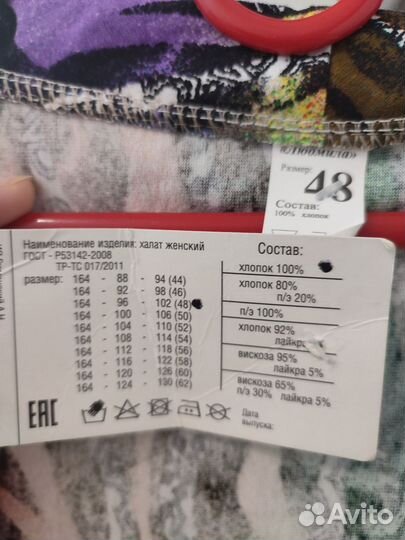 «Людмила»
Размер:
48
Состав:
100% хлопок
Наименование изделия: халат женский
ГОСТ - Р53142-2008
ТР-ТС 017/2011
размер: 164 - 88 - 94 (44)
164 - 92 - 98 (46)
164 - 96 - 102 (48)
164 - 100 - 106 (50)
164 - 104 - 110 (52)
164 - 108 - 114 (54)
164 - 112 - 118 (56)
164 - 116 - 122 (58)
164 - 120 - 126 (60)
164 - 124 - 130 (62)
ЕАС
Состав:
хлопок 100%
хлопок 80%
п/э 20%
п/э 100%
хлопок 92%
лайкра
вискоза 95%
лайкра 5%
вискоза 65%
п/э 30% лайкра 5%
Дата
выпуска:
Avito